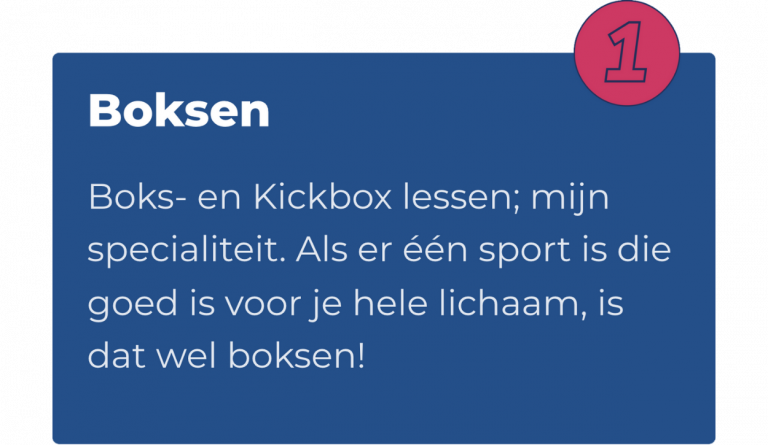 1
Boksen
Boks- en Kickbox lessen; mijn
specialiteit. Als er één sport is die
goed is voor je hele lichaam, is
dat wel boksen!